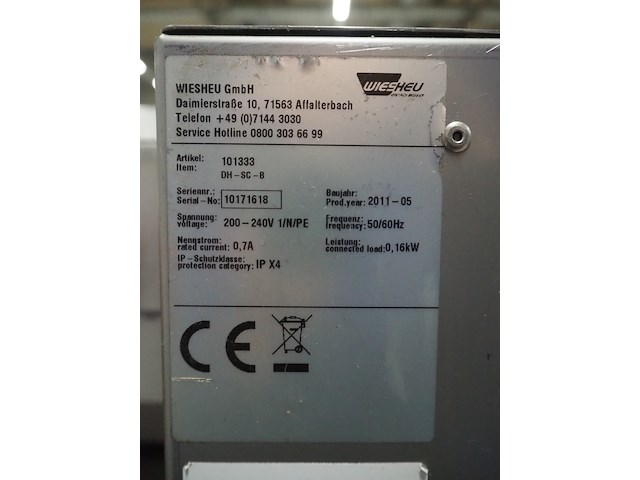 WIESHEU GmbH
Daimlerstraße 10, 71563 Affalterbach
Telefon +49 (0)7144 3030
Service Hotline 0800 303 66 99
WIESHEU
Artikel: 101333
Item: DH-SC-B
Seriennr.:
Serial-No: 10171618
Baujahr:
Prod.year: 2011-05
Spannung
voltage: 200-240V 1/N/PE
Frequenz
frequency: 50/60Hz
Nennstrom:
rated current: 0,7A
Leistung:
connected load: 0,16kW
IP-Schutzklasse:
protection category: IP X4
CE